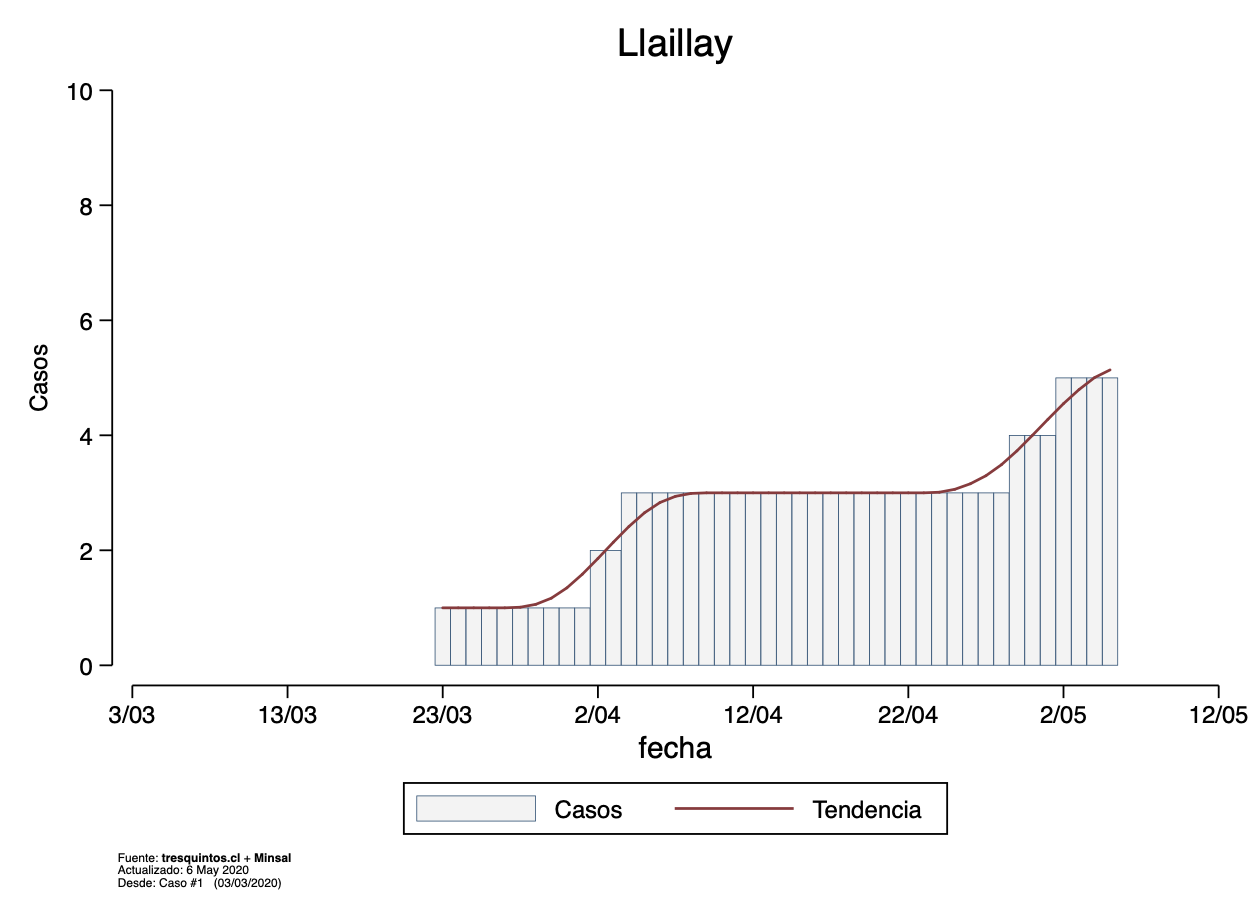 Llaillay
10
8
6
4
2
0
Casos
3/03 13/03 23/03 2/04 12/04 22/04 2/05 12/05
fecha
Casos Tendencia
Fuente: tresquintos.cl + Minsal
Actualizado: 6 May 2020
Desde: Caso #1 (03/03/2020)